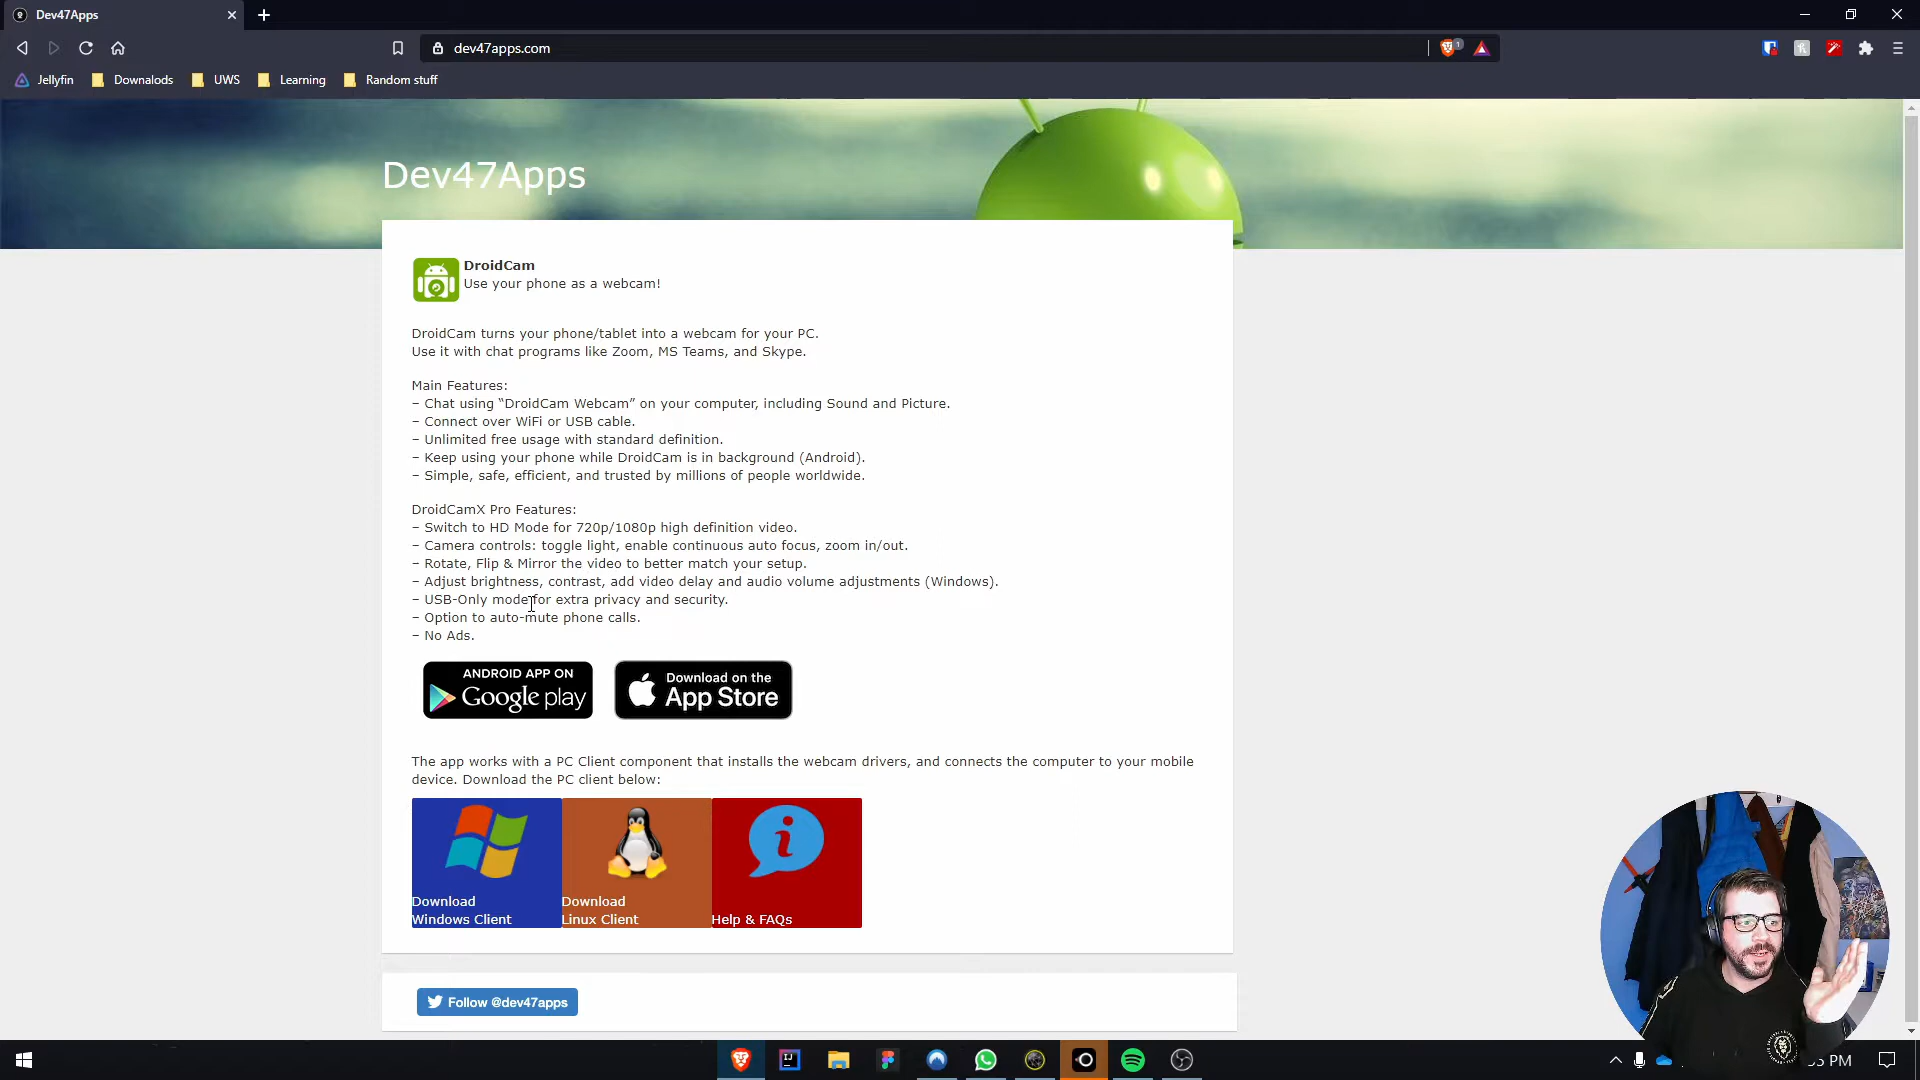 Dev47Apps
dev47apps.com
Jellyfin
Downalods
UWS
Learning
Random stuff
Dev47Apps
DroidCam
Use your phone as a webcam!
DroidCam turns your phone/tablet into a webcam for your PC.
Use it with chat programs like Zoom, MS Teams, and Skype.
Main Features:
– Chat using “DroidCam Webcam” on your computer, including Sound and Picture.
– Connect over WiFi or USB cable.
– Unlimited free usage with standard definition.
– Keep using your phone while DroidCam is in background (Android).
– Simple, safe, efficient, and trusted by millions of people worldwide.
DroidCamX Pro Features:
– Switch to HD Mode for 720p/1080p high definition video.
– Camera controls: toggle light, enable continuous auto focus, zoom in/out.
– Rotate, Flip & Mirror the video to better match your setup.
– Adjust brightness, contrast, add video delay and audio volume adjustments (Windows).
– USB-Only mode for extra privacy and security.
– Option to auto-mute phone calls.
– No Ads.
ANDROID APP ON
Google play
Download on the
App Store
The app works with a PC Client component that installs the webcam drivers, and connects the computer to your mobile
device. Download the PC client below:
Download
Windows Client
Download
Linux Client
Help & FAQs
Follow @dev47apps
PM